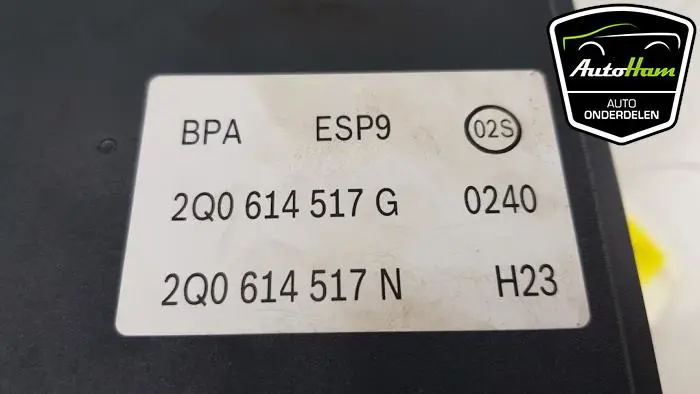 AutoHam
AUTO
ONDERDELEN
BPA ESP9 02S
2Q0 614 517 G 0240
2Q0 614 517 N H23